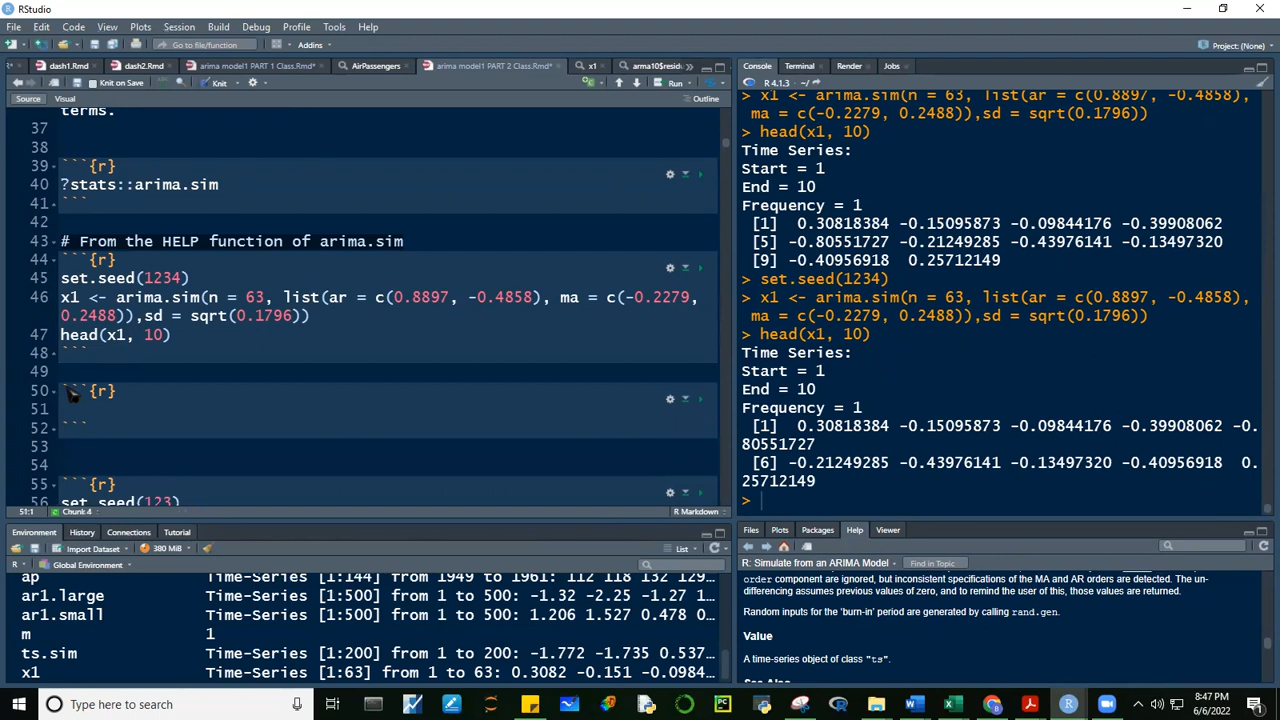 RStudio
File Edit Code View Plots Session Build Debug Profile Tools Help
Go to file/function Addins Project: (None)
dash1.Rmd dash2.Rmd arima model1 PART 1 Class.Rmd* AirPassengers arima model1 PART 2 Class.Rmd* x1 arma10$resid
Knit on Save Knit Run
Source Visual Outline
terms.
37
38
39 ```{r}
40 ?stats::arima.sim
41 ```
42
43 # From the HELP function of arima.sim
44 ```{r}
45 set.seed(1234)
46 x1 <- arima.sim(n = 63, list(ar = c(0.8897, -0.4858), ma = c(-0.2279,
0.2488)),sd = sqrt(0.1796))
47 head(x1, 10)
48 ```
49
50 ```{r}
51
52 ```
53
54
55 ```{r}
56 set.seed(123)
51:1 Chunk 4 R Markdown
Console Terminal Render Jobs
R 4.1.3 · ~/
> x1 <- arima.sim(n = 63, list(ar = c(0.8897, -0.4858),
ma = c(-0.2279, 0.2488)),sd = sqrt(0.1796))
> head(x1, 10)
Time Series:
Start = 1
End = 10
Frequency = 1
[1] 0.30818384 -0.15095873 -0.09844176 -0.39908062
[5] -0.80551727 -0.21249285 -0.43976141 -0.13497320
[9] -0.40956918 0.25712149
> set.seed(1234)
> x1 <- arima.sim(n = 63, list(ar = c(0.8897, -0.4858),
ma = c(-0.2279, 0.2488)),sd = sqrt(0.1796))
> head(x1, 10)
Time Series:
Start = 1
End = 10
Frequency = 1
[1] 0.30818384 -0.15095873 -0.09844176 -0.39908062 -0.
80551727
[6] -0.21249285 -0.43976141 -0.13497320 -0.40956918 0.
25712149
>
Environment History Connections Tutorial
Import Dataset 380 MiB List
R Global Environment
ap Time-Series [1:144] from 1949 to 1961: 112 118 132 129...
ar1.large Time-Series [1:500] from 1 to 500: -1.32 -2.25 -1.27 1...
ar1.small Time-Series [1:500] from 1 to 500: 1.206 1.527 0.478 0...
m 1
ts.sim Time-Series [1:200] from 1 to 200: -1.772 -1.735 0.537...
x1 Time-Series [1:63] from 1 to 63: 0.3082 -0.151 -0.0984...
Files Plots Packages Help Viewer
R: Simulate from an ARIMA Model Find in Topic
order component are ignored, but inconsistent specifications of the MA and AR orders are detected. The un-
differencing assumes previous values of zero, and to remind the user of this, those values are returned.
Random inputs for the 'burn-in' period are generated by calling rand.gen.
Value
A time-series object of class "ts".
See Also
Type here to search
8:47 PM
6/6/2022